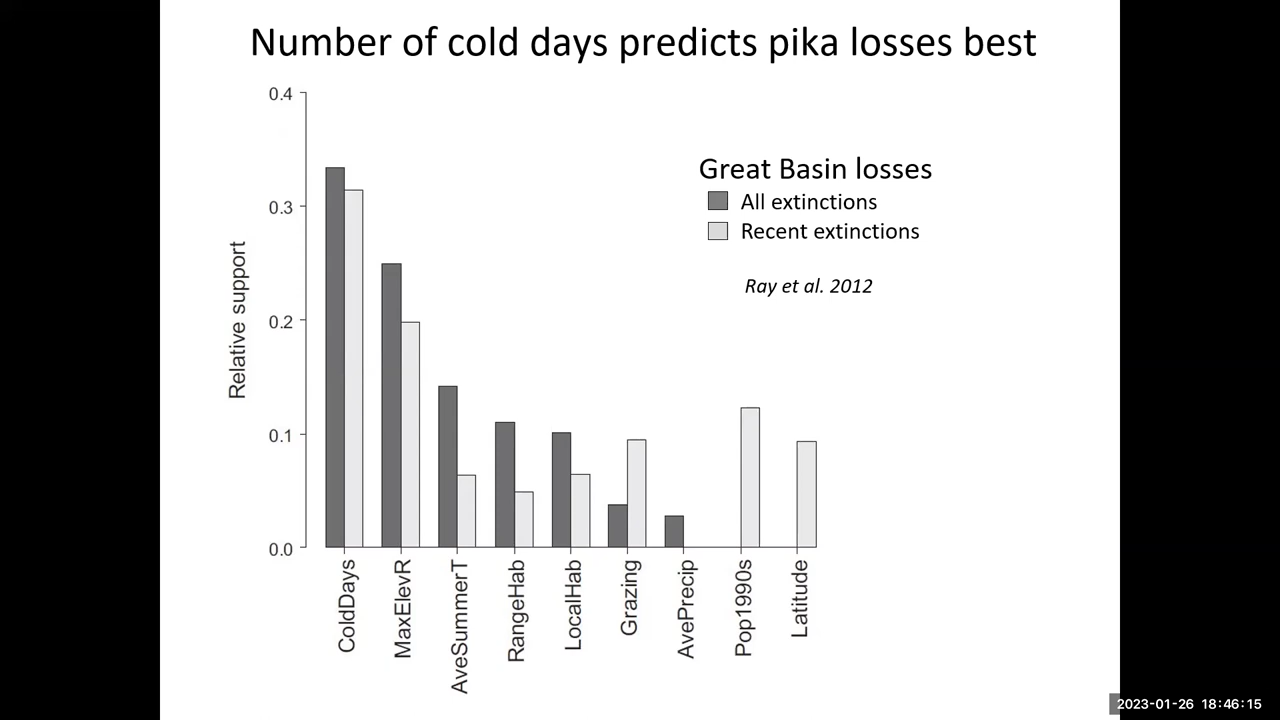 Number of cold days predicts pika losses best
0.4
0.3
0.2
0.1
0.0
Relative support
Great Basin losses
All extinctions
Recent extinctions
Ray et al. 2012
ColdDays
MaxElevR
AveSummerT
RangeHab
LocalHab
Grazing
AvePrecip
Pop1990s
Latitude
2023-01-26 18:46:15